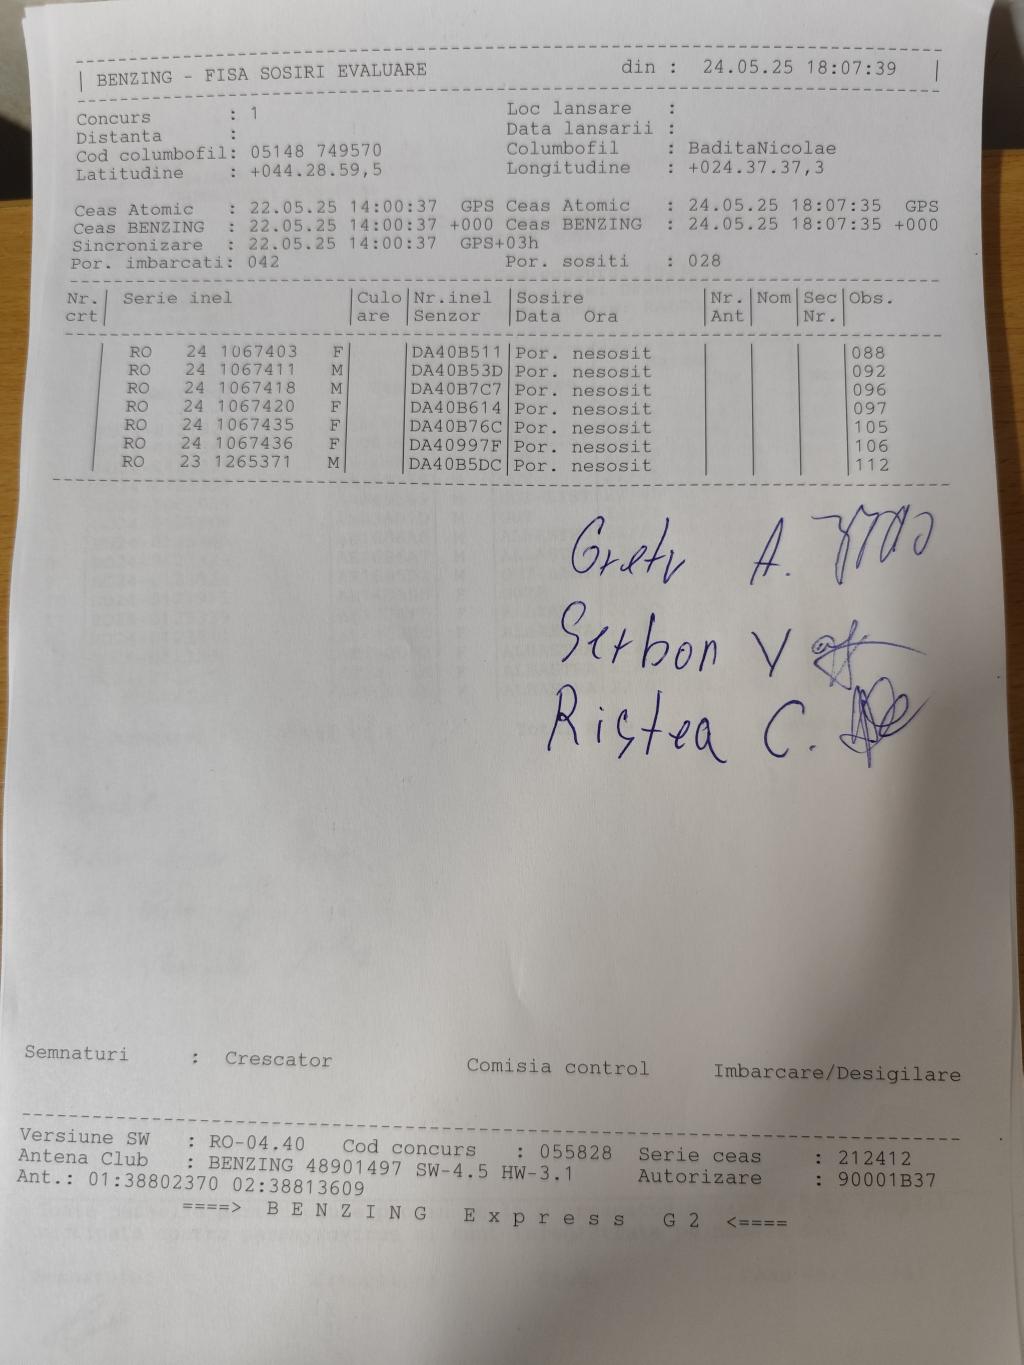 BENZING - FISA SOSIRI EVALUARE din : 24.05.25 18:07:39
Concurs : 1 Loc lansare :
Distanta : Data lansarii :
Cod columbofil: 05148 749570 Columbofil : BaditaNicolae
Latitudine : +044.28.59,5 Longitudine : +024.37.37,3
Ceas Atomic : 22.05.25 14:00:37 GPS Ceas Atomic : 24.05.25 18:07:35 GPS
Ceas BENZING : 22.05.25 14:00:37 +000 Ceas BENZING : 24.05.25 18:07:35 +000
Sincronizare : 22.05.25 14:00:37 GPS+03h
Por. imbarcati: 042 Por. sositi : 028
Nr. | Serie inel | Culo | Nr.inel | Sosire | Nr. | Nom | Sec | Obs.
crt | are | Senzor | Data Ora | Ant | Nr.
RO 24 1067403 F | DA40B511 | Por. nesosit | 088
RO 24 1067411 M | DA40B53D | Por. nesosit | 092
RO 24 1067418 M | DA40B7C7 | Por. nesosit | 096
RO 24 1067420 F | DA40B614 | Por. nesosit | 097
RO 24 1067435 F | DA40B76C | Por. nesosit | 105
RO 24 1067436 F | DA40997F | Por. nesosit | 106
RO 23 1265371 M | DA40B5DC | Por. nesosit | 112
A.
Serbon V
Riștea C.
Semnaturi : Crescator Comisia control Imbarcare/Desigilare
Versiune SW : RO-04.40 Cod concurs : 055828 Serie ceas : 212412
Antena Club : BENZING 48901497 SW-4.5 HW-3.1 Autorizare : 90001B37
Ant.: 01:38802370 02:38813609
====> B E N Z I N G E x p r e s s G 2 <====